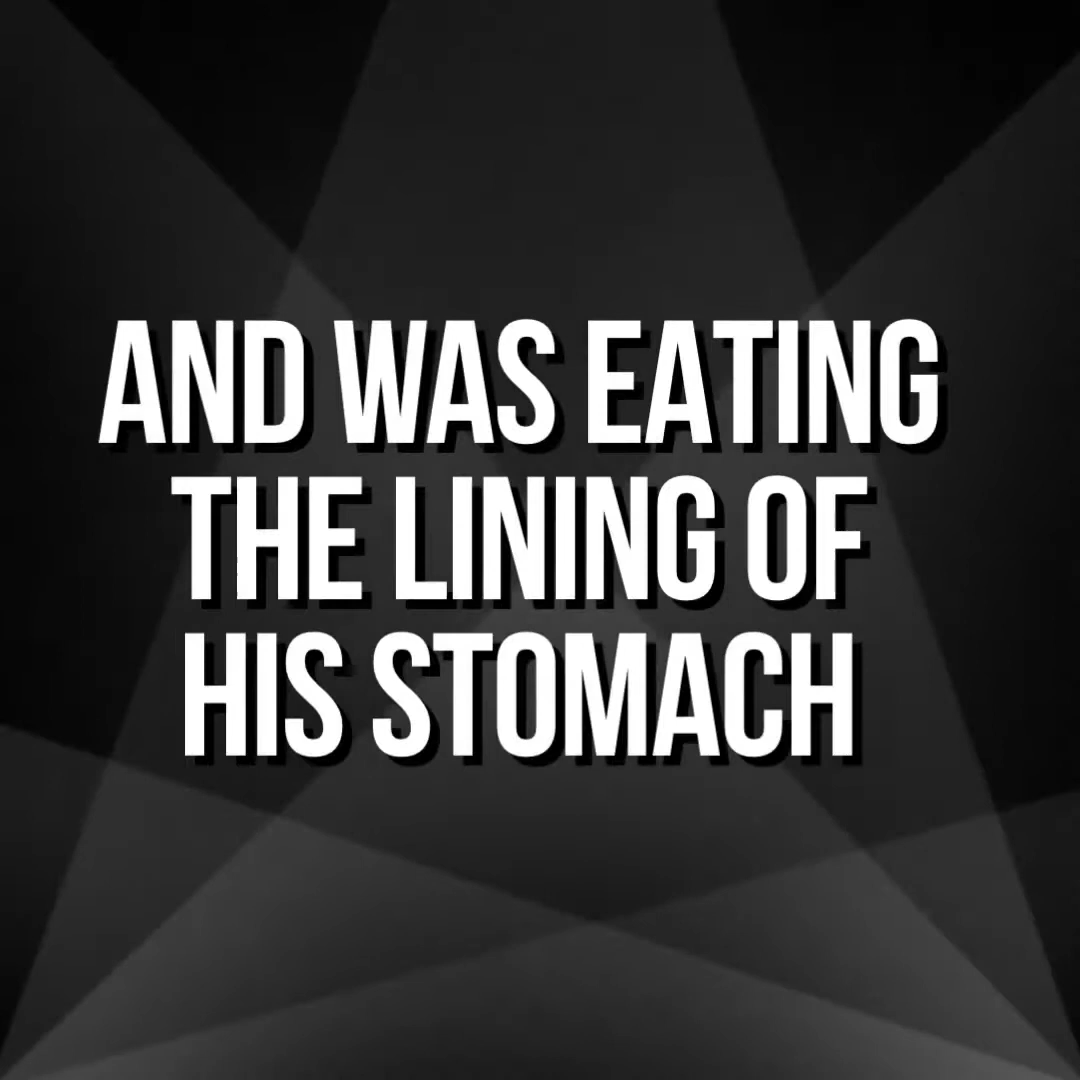 AND WAS EATING
THE LINING OF
HIS STOMACH